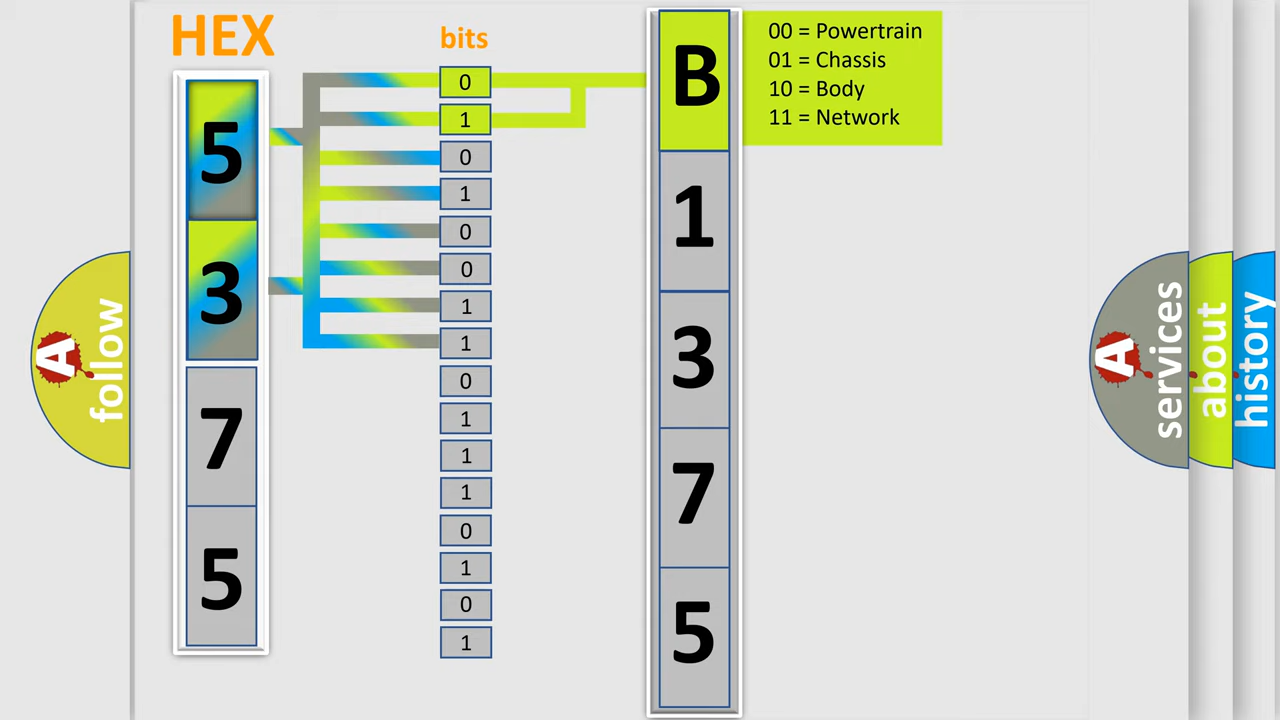 HEX
bits
5
3
7
5
0
1
0
1
0
0
1
1
0
1
1
1
0
1
0
1
B
1
3
7
5
00 = Powertrain
01 = Chassis
10 = Body
11 = Network
A
follow
A
services
about
history